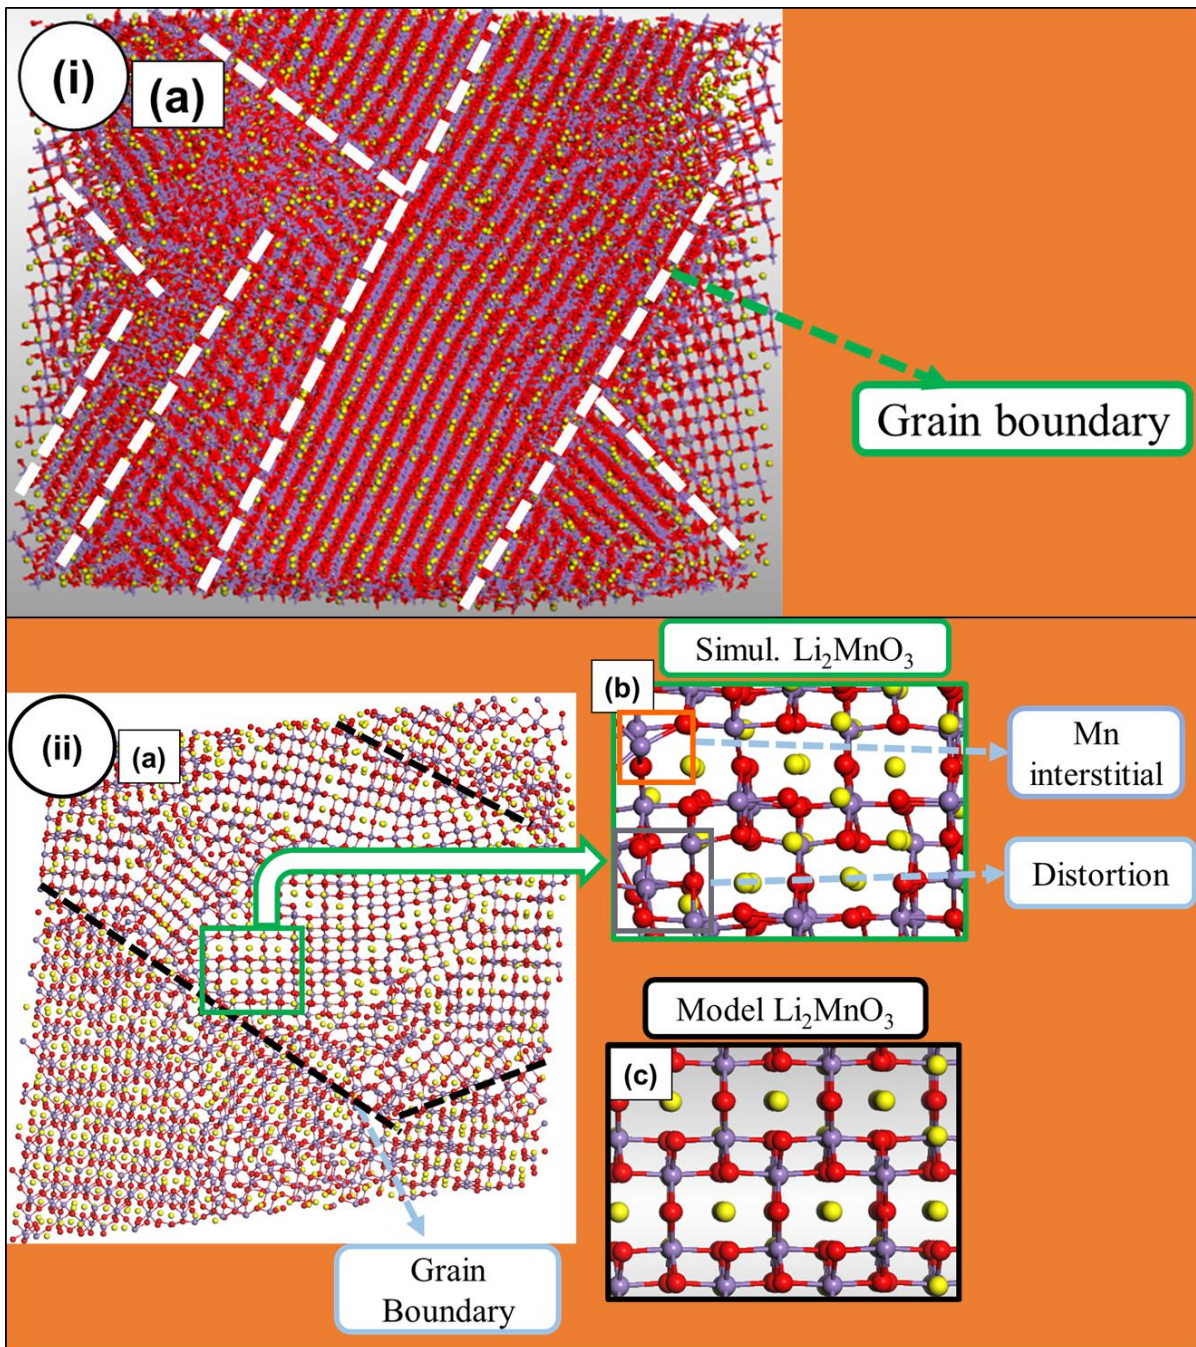 (i)
(a)
Grain boundary
Simul. Li₂MnO₃
(b)
(ii)
(a)
Mn
interstitial
Distortion
Model Li₂MnO₃
(c)
Grain
Boundary